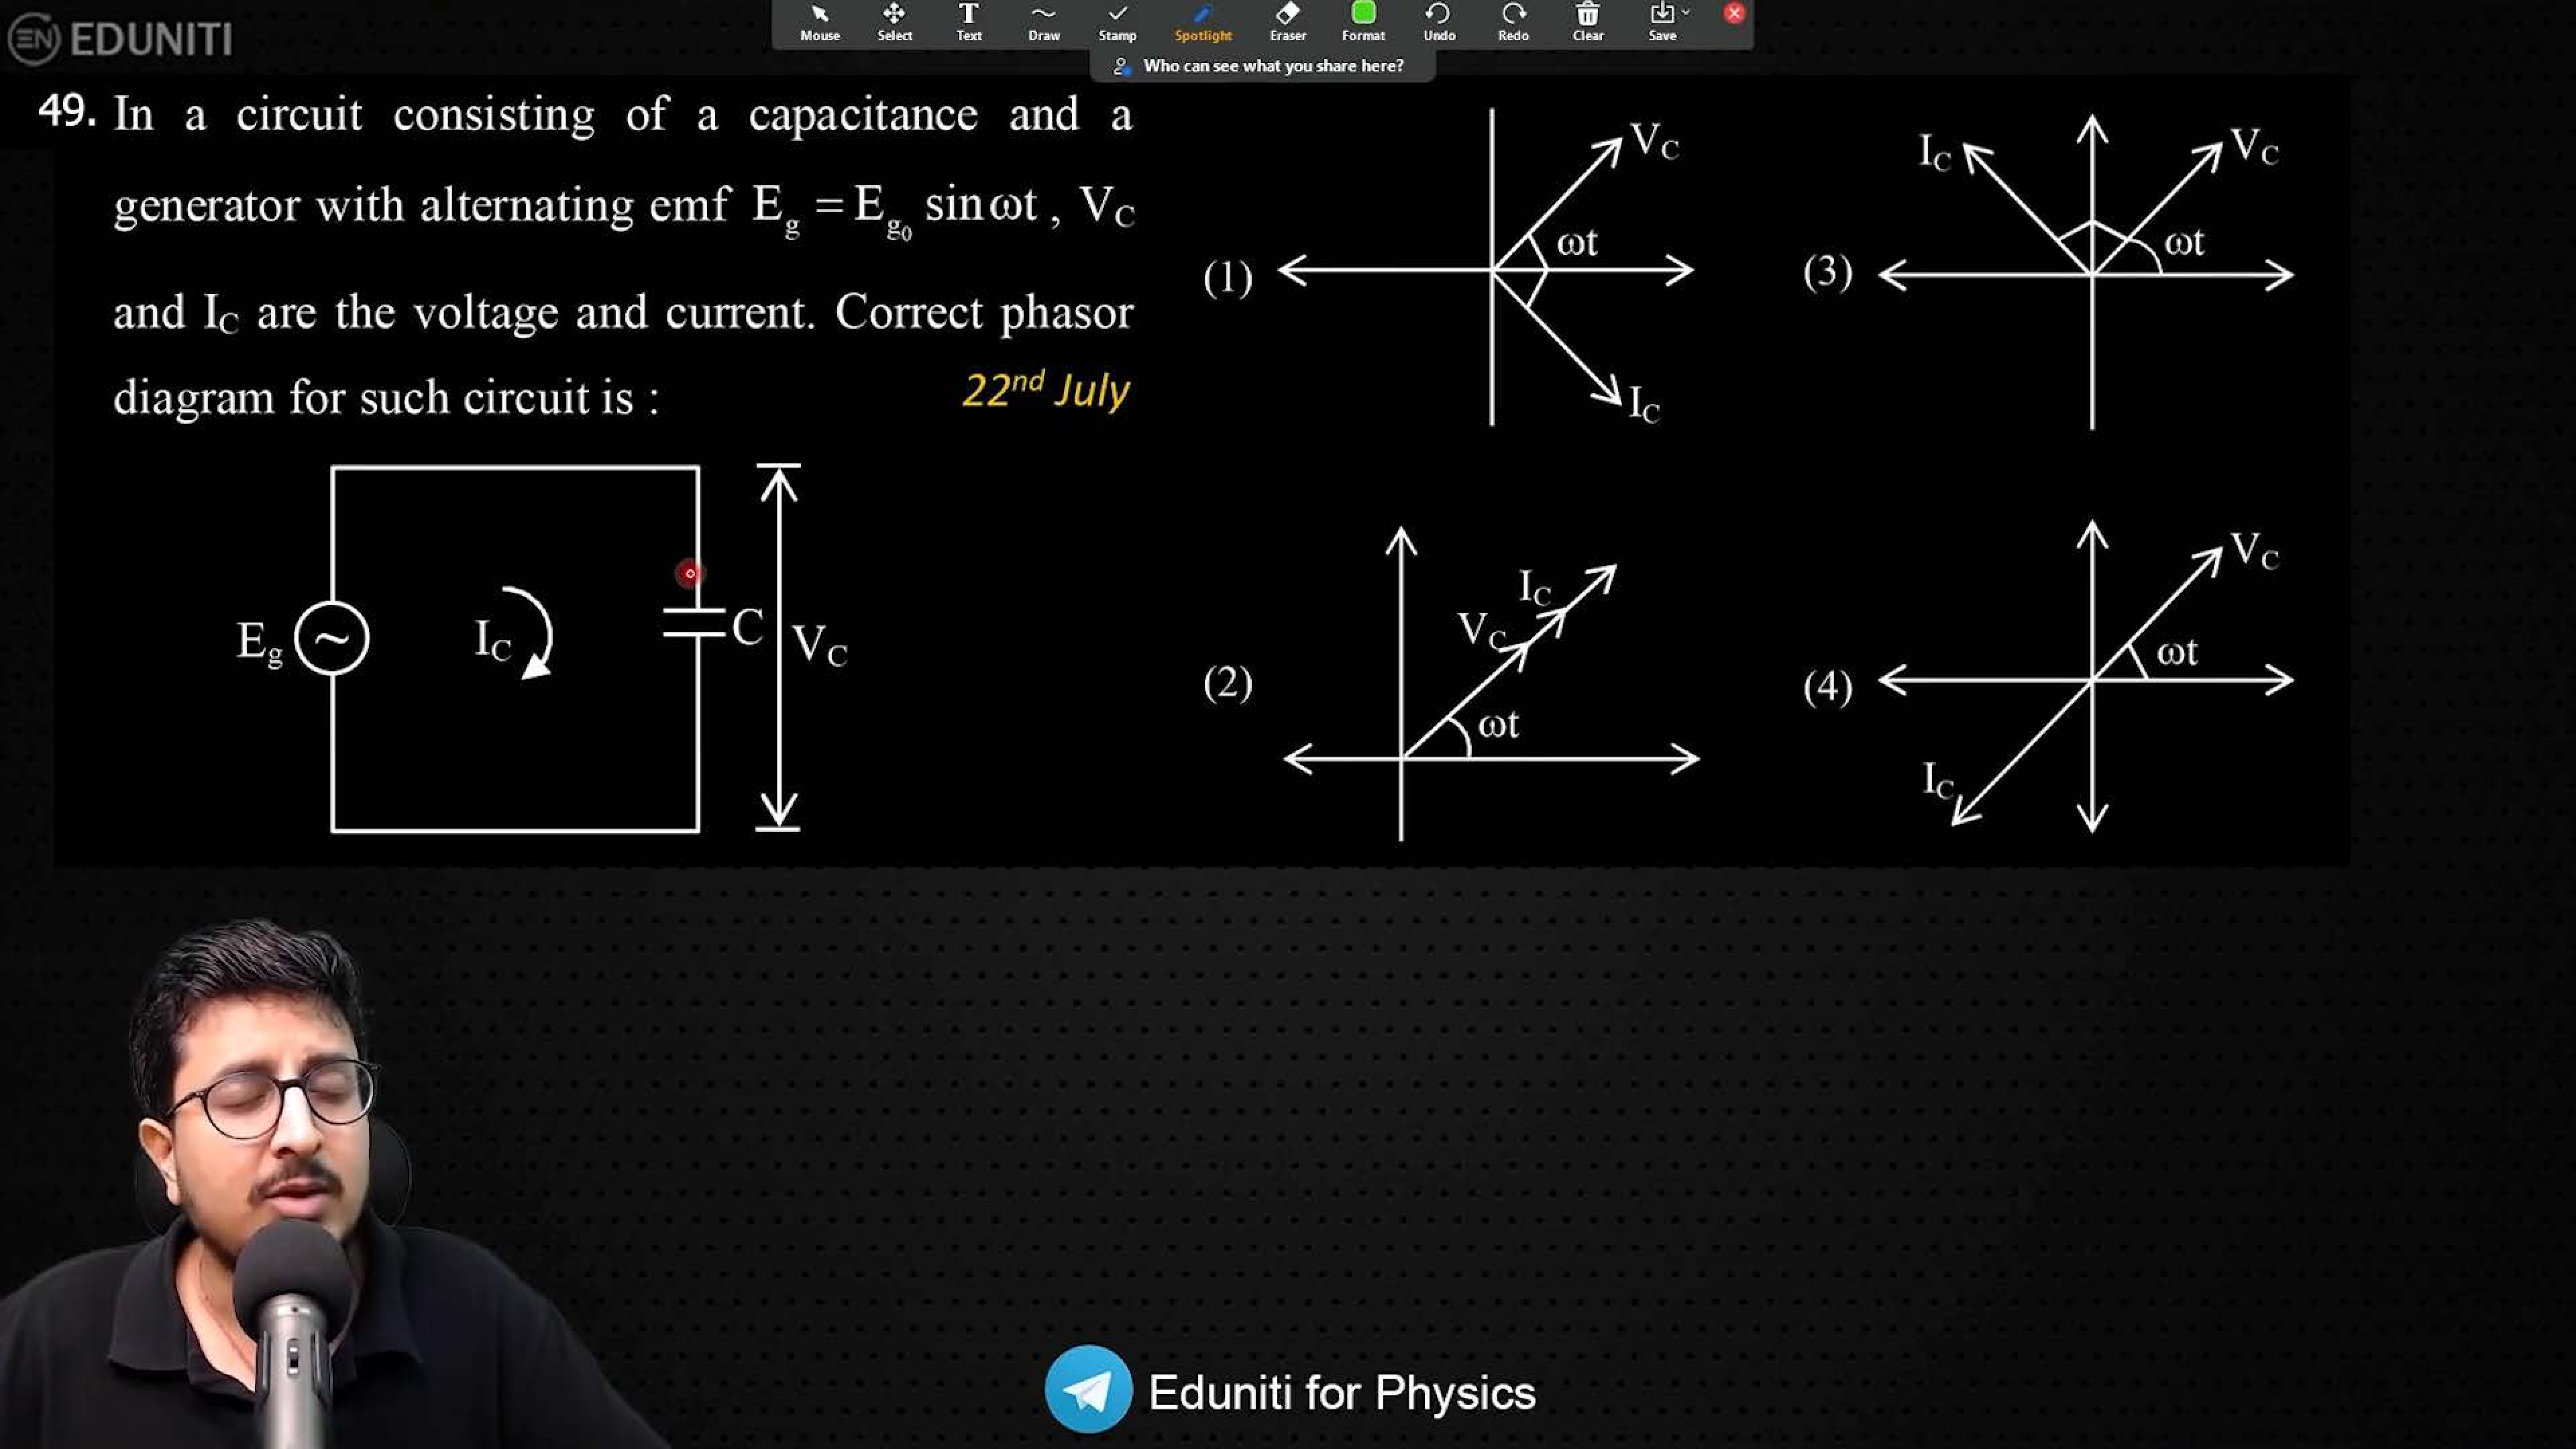 EN EDUNITI
Mouse Select Text Draw Stamp Spotlight Eraser Format Undo Redo Clear Save
Who can see what you share here?
49. In a circuit consisting of a capacitance and a
generator with alternating emf E_g = E_g₀ sinωt , V_C
and I_C are the voltage and current. Correct phasor
diagram for such circuit is :
22nd July
E_g ~ I_C C V_C
(1) V_C ωt I_C
(3) I_C V_C ωt
(2) V_C I_C ωt
(4) V_C ωt I_C
Eduniti for Physics